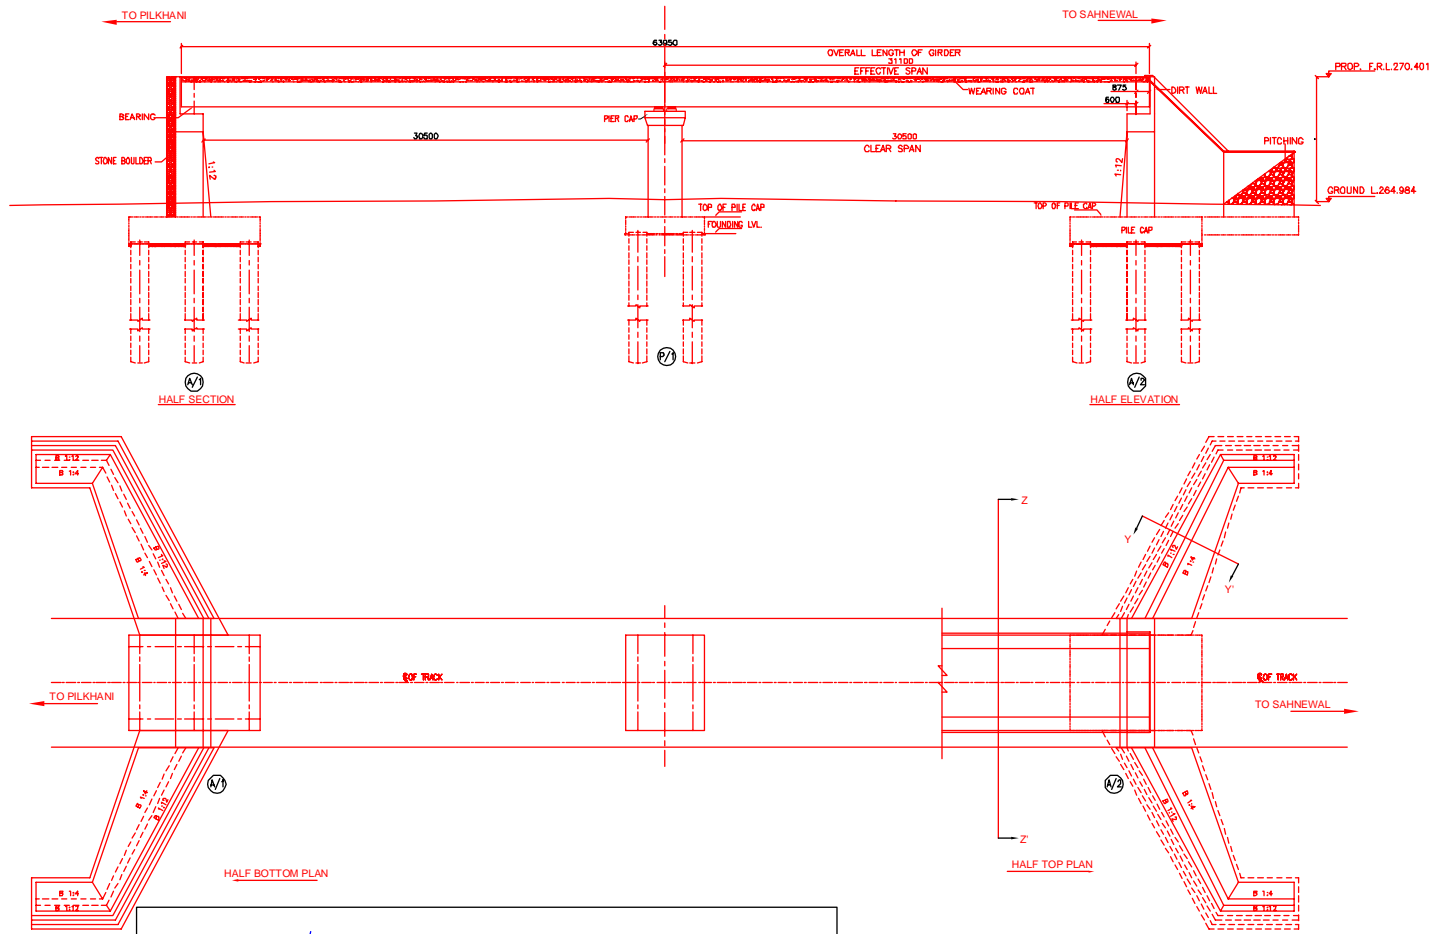 TO PILKHANI
TO SAHNEWAL
63950
OVERALL LENGTH OF GIRDER
31100
EFFECTIVE SPAN
PROP. F.R.L.270.401
WEARING COAT
675
DIRT WALL
600
BEARING
PIER CAP
30500
30500
CLEAR SPAN
PITCHING
STONE BOULDER
1:12
1:12
GROUND L.264.984
TOP OF PILE CAP
TOP OF PILE CAP
FOUNDING LVL.
PILE CAP
A/1
P/1
A/2
HALF SECTION
HALF ELEVATION
B 1:12
B 1:4
B 1:12
B 1:4
Z
Y
Y'
B 1:12
B 1:4
B 1:12
B 1:4
TO PILKHANI
℄OF TRACK
℄OF TRACK
TO SAHNEWAL
A/1
A/2
B 1:4
B 1:12
B 1:4
B 1:12
Z'
HALF BOTTOM PLAN
HALF TOP PLAN
B 1:4
B 1:12
B 1:4
B 1:12